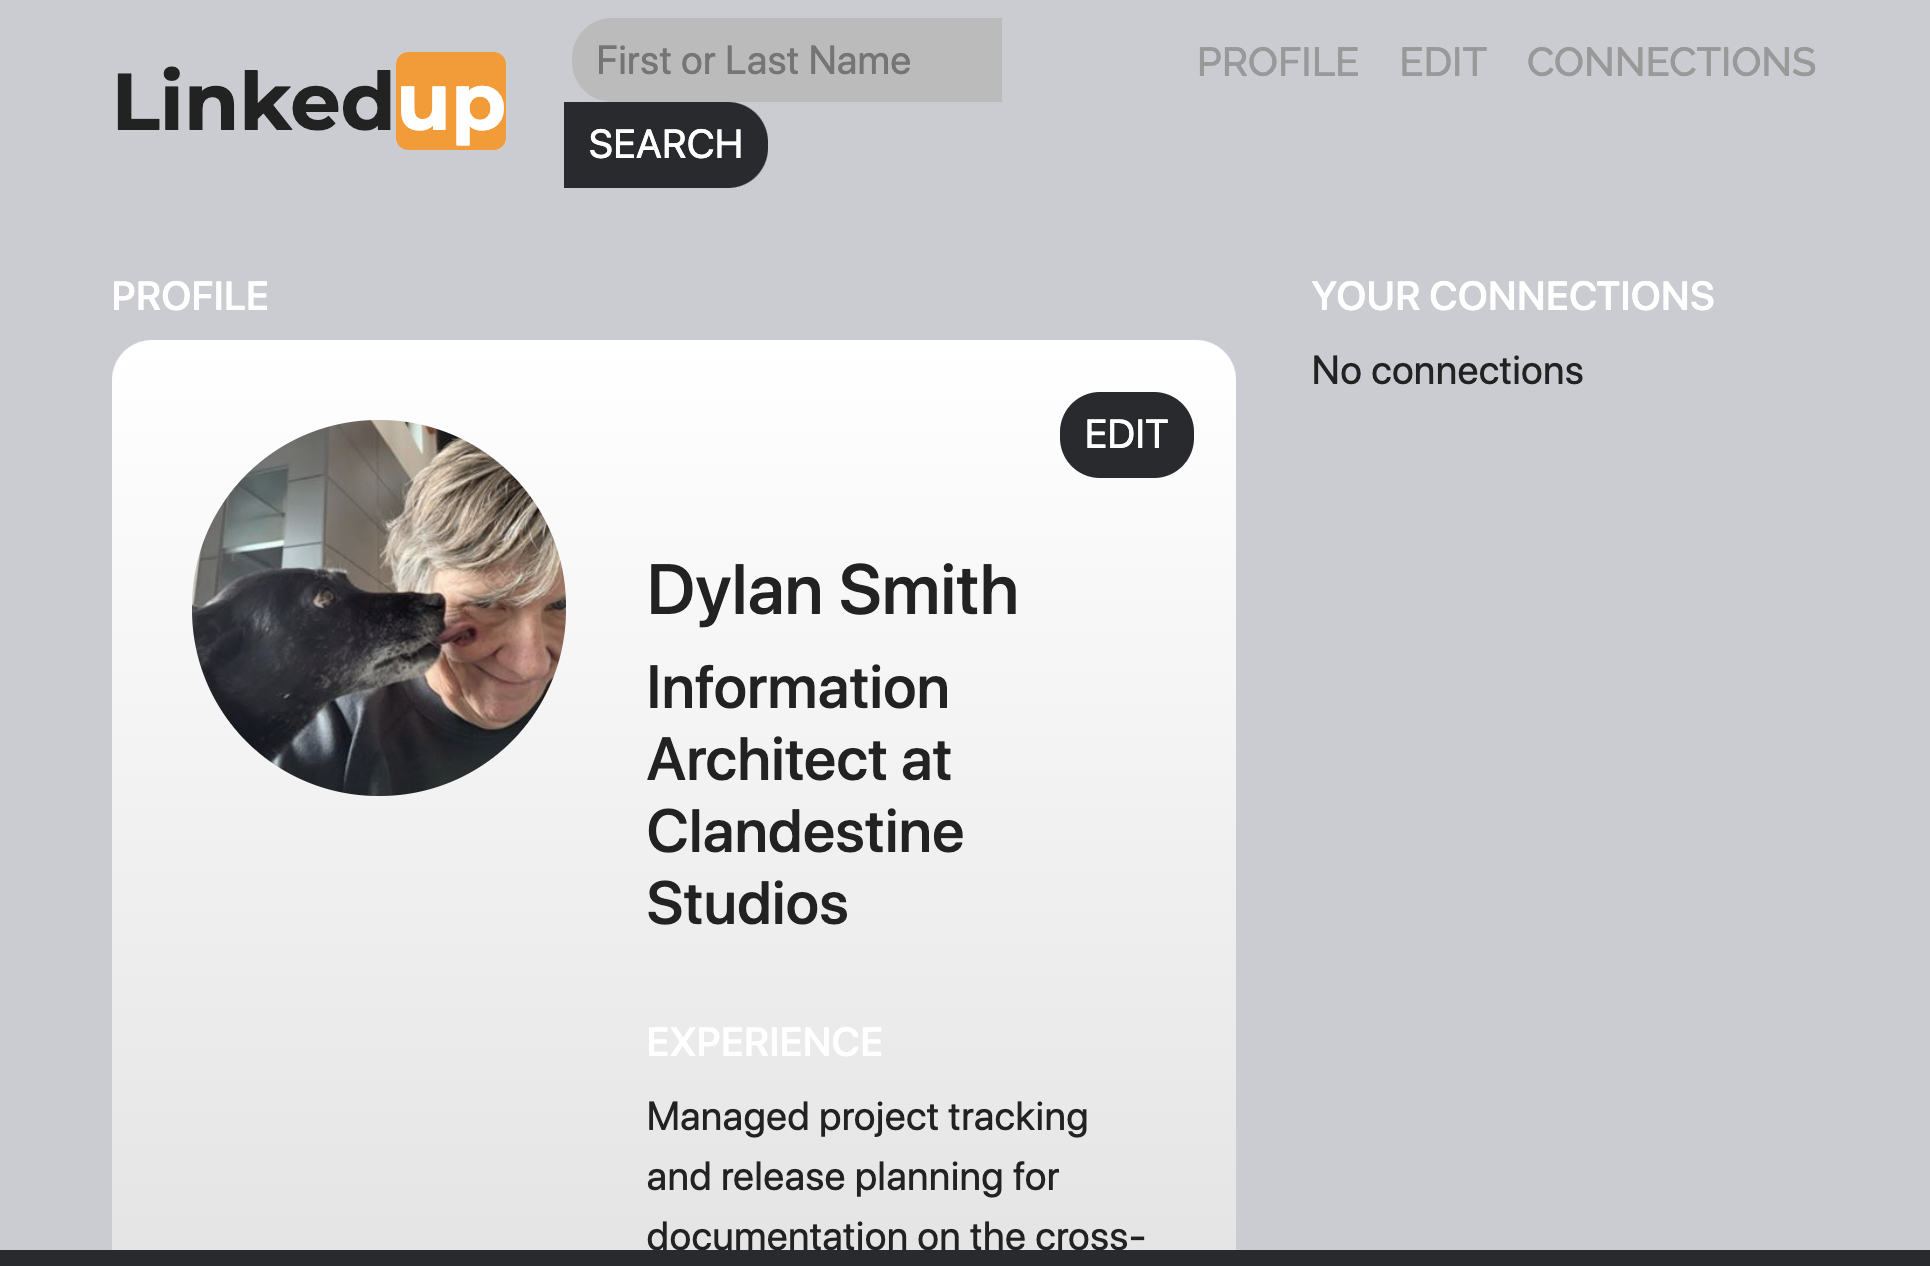 Linkedup
First or Last Name
SEARCH
PROFILE EDIT CONNECTIONS
PROFILE
EDIT
Dylan Smith
Information
Architect at
Clandestine
Studios
EXPERIENCE
Managed project tracking
and release planning for
documentation on the cross-
YOUR CONNECTIONS
No connections